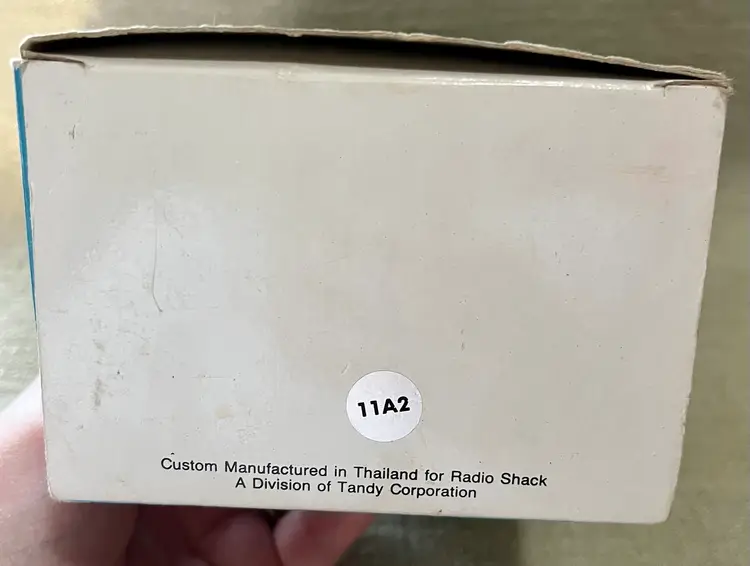 11A2
Custom Manufactured in Thailand for Radio Shack
A Division of Tandy Corporation